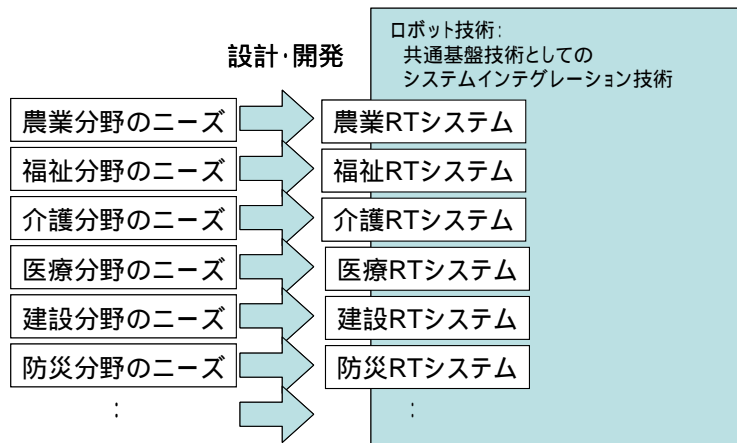 ロボット技術:
共通基盤技術としての
システムインテグレーション技術
設計・開発
農業分野のニーズ
農業RTシステム
福祉分野のニーズ
福祉RTシステム
介護分野のニーズ
介護RTシステム
医療分野のニーズ
医療RTシステム
建設分野のニーズ
建設RTシステム
防災分野のニーズ
防災RTシステム
:
: